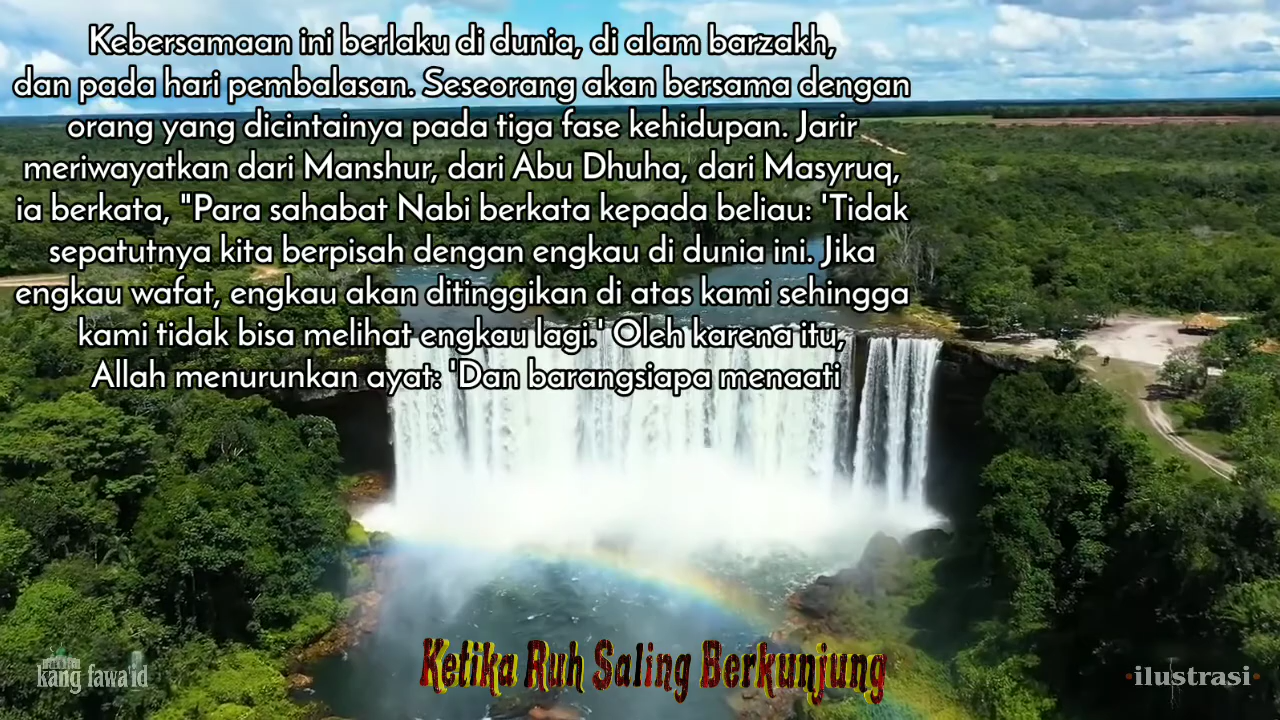 Kebersamaan ini berlaku di dunia, di alam barzakh,
dan pada hari pembalasan. Seseorang akan bersama dengan
orang yang dicintainya pada tiga fase kehidupan. Jarir
meriwayatkan dari Manshur, dari Abu Dhuha, dari Masyruq,
ia berkata, "Para sahabat Nabi berkata kepada beliau: 'Tidak
sepatutnya kita berpisah dengan engkau di dunia ini. Jika
engkau wafat, engkau akan ditinggikan di atas kami sehingga
kami tidak bisa melihat engkau lagi.' Oleh karena itu,
Allah menurunkan ayat: 'Dan barangsiapa menaati
Ketika Ruh Saling Berkunjung
kang fawa'id
•ilustrasi•